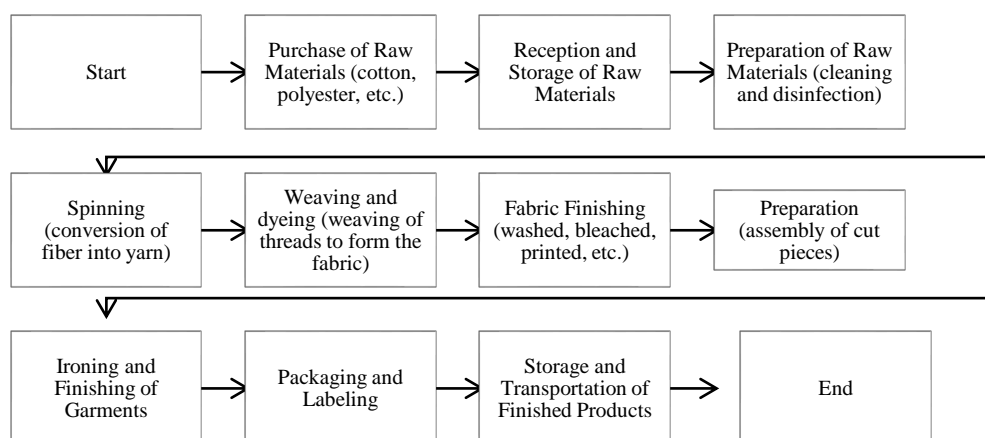 Start
Purchase of Raw
Materials (cotton,
polyester, etc.)
Reception and
Storage of Raw
Materials
Preparation of Raw
Materials (cleaning
and disinfection)
Spinning
(conversion of
fiber into yarn)
Weaving and
dyeing (weaving of
threads to form the
fabric)
Fabric Finishing
(washed, bleached,
printed, etc.)
Preparation
(assembly of cut
pieces)
Ironing and
Finishing of
Garments
Packaging and
Labeling
Storage and
Transportation of
Finished Products
End